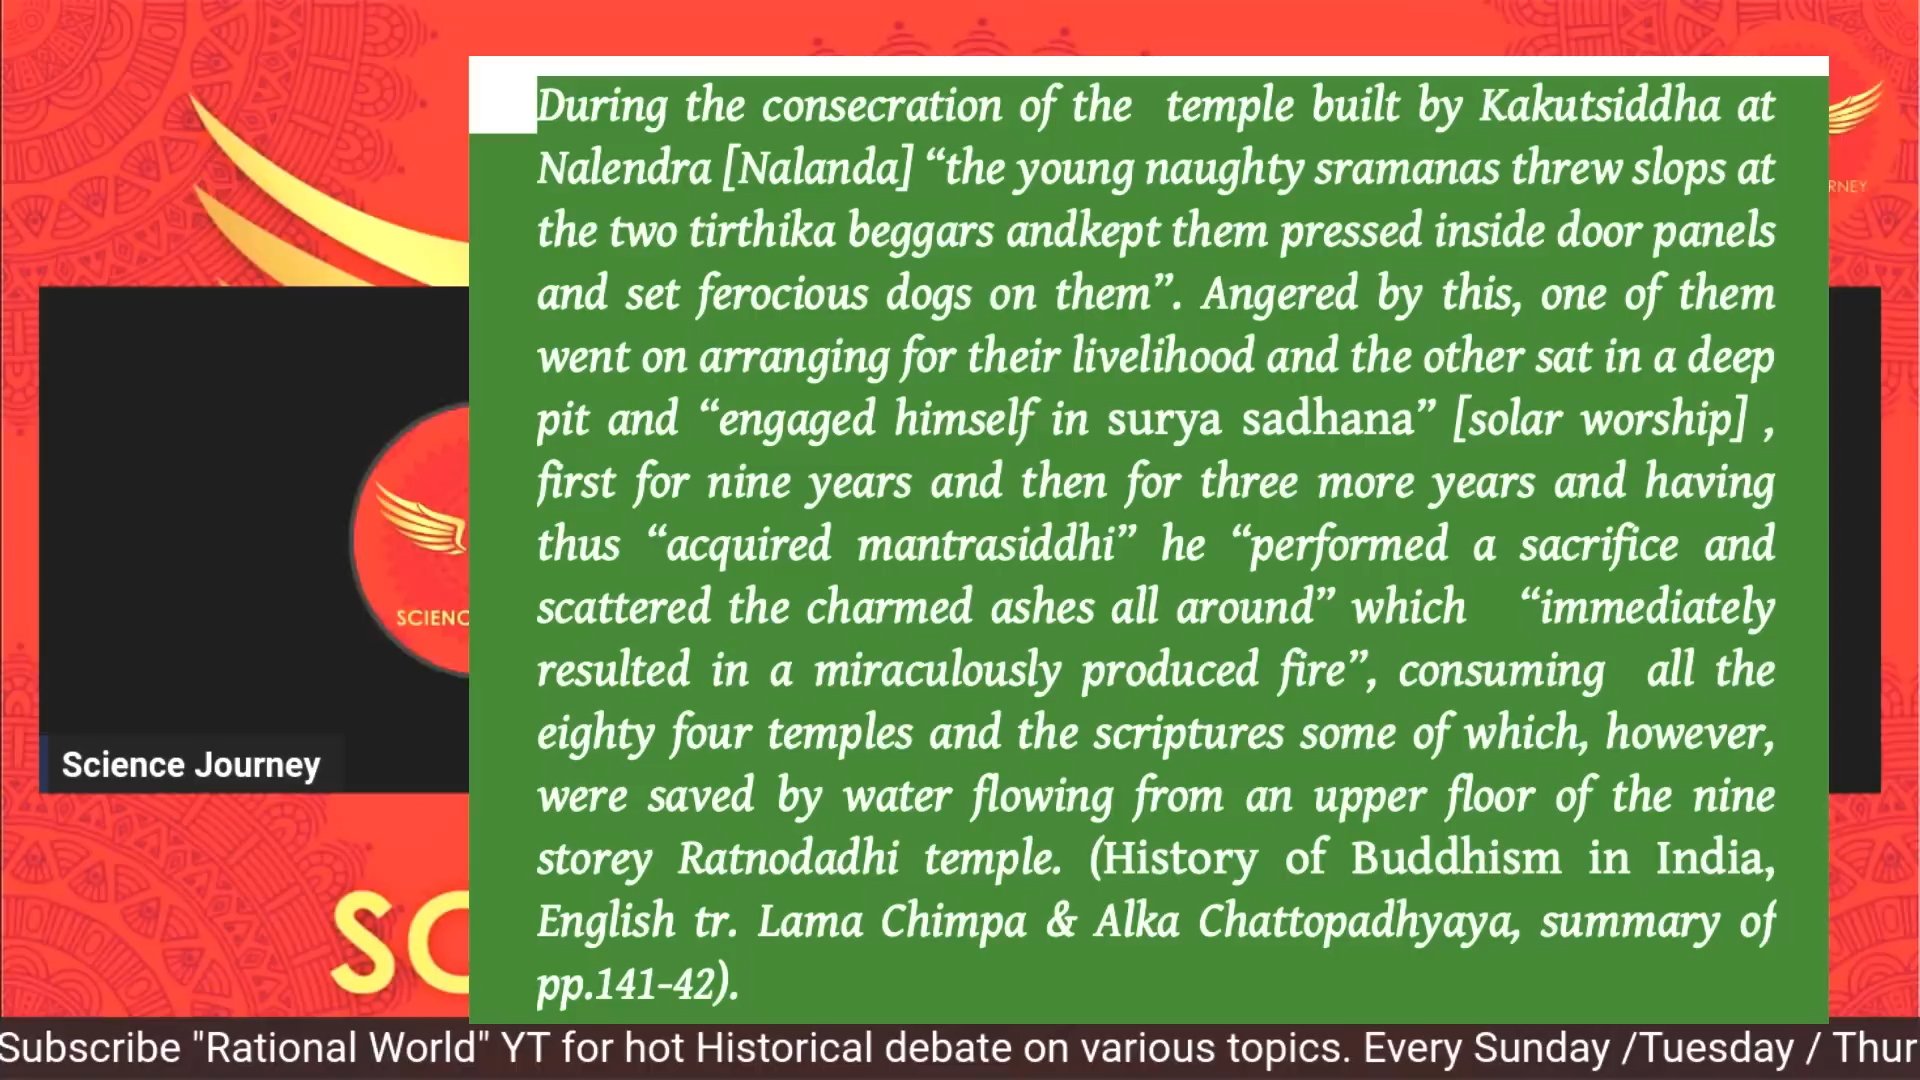 During the consecration of the temple built by Kakutsiddha at
Nalendra [Nalanda] “the young naughty sramanas threw slops at
the two tirthika beggars andkept them pressed inside door panels
and set ferocious dogs on them”. Angered by this, one of them
went on arranging for their livelihood and the other sat in a deep
pit and “engaged himself in surya sadhana” [solar worship] ,
first for nine years and then for three more years and having
thus “acquired mantrasiddhi” he “performed a sacrifice and
scattered the charmed ashes all around” which “immediately
resulted in a miraculously produced fire”, consuming all the
eighty four temples and the scriptures some of which, however,
were saved by water flowing from an upper floor of the nine
storey Ratnodadhi temple. (History of Buddhism in India,
English tr. Lama Chimpa & Alka Chattopadhyaya, summary of
pp.141-42).
RNEY
SCIENC
Science Journey
SC
Subscribe "Rational World" YT for hot Historical debate on various topics. Every Sunday /Tuesday / Thur